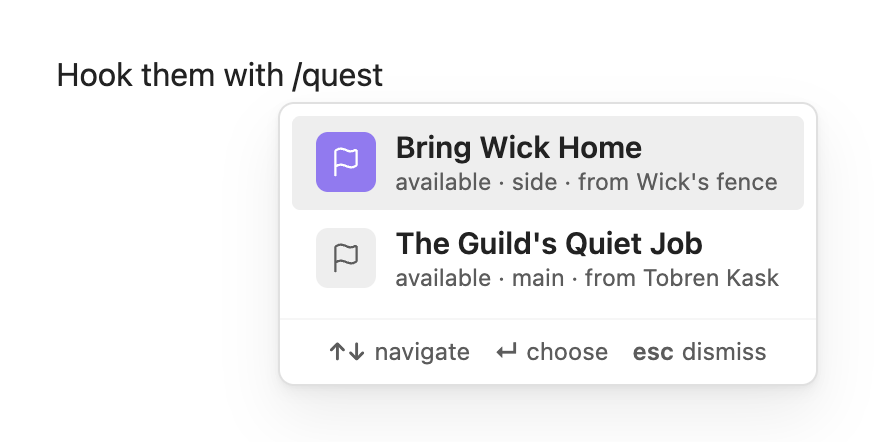 Hook them with /quest
Bring Wick Home
available · side · from Wick's fence
The Guild's Quiet Job
available · main · from Tobren Kask
↑↓ navigate ↵ choose esc dismiss